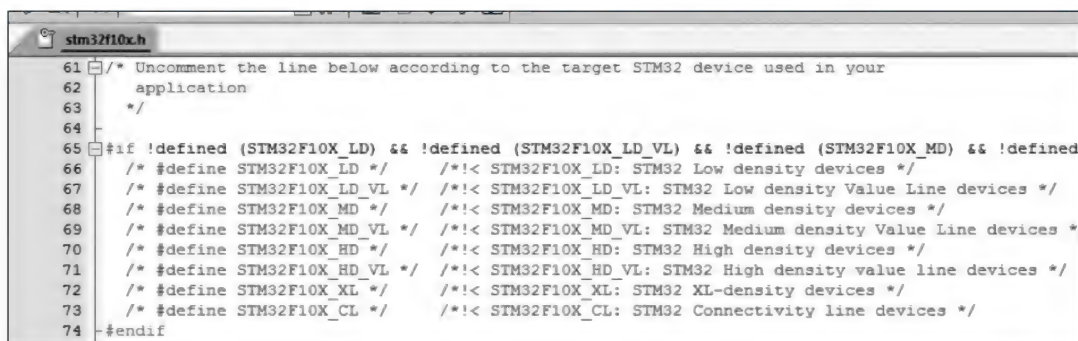 stm32f10x.h
61 /* Uncomment the line below according to the target STM32 device used in your
62 application
63 */
64
65 #if !defined (STM32F10X_LD) && !defined (STM32F10X_LD_VL) && !defined (STM32F10X_MD) && !defined
66 /* #define STM32F10X_LD */ /*!< STM32F10X_LD: STM32 Low density devices */
67 /* #define STM32F10X_LD_VL */ /*!< STM32F10X_LD_VL: STM32 Low density Value Line devices */
68 /* #define STM32F10X_MD */ /*!< STM32F10X_MD: STM32 Medium density devices */
69 /* #define STM32F10X_MD_VL */ /*!< STM32F10X_MD_VL: STM32 Medium density Value Line devices *
70 /* #define STM32F10X_HD */ /*!< STM32F10X_HD: STM32 High density devices */
71 /* #define STM32F10X_HD_VL */ /*!< STM32F10X_HD_VL: STM32 High density value line devices */
72 /* #define STM32F10X_XL */ /*!< STM32F10X_XL: STM32 XL-density devices */
73 /* #define STM32F10X_CL */ /*!< STM32F10X_CL: STM32 Connectivity line devices */
74 #endif